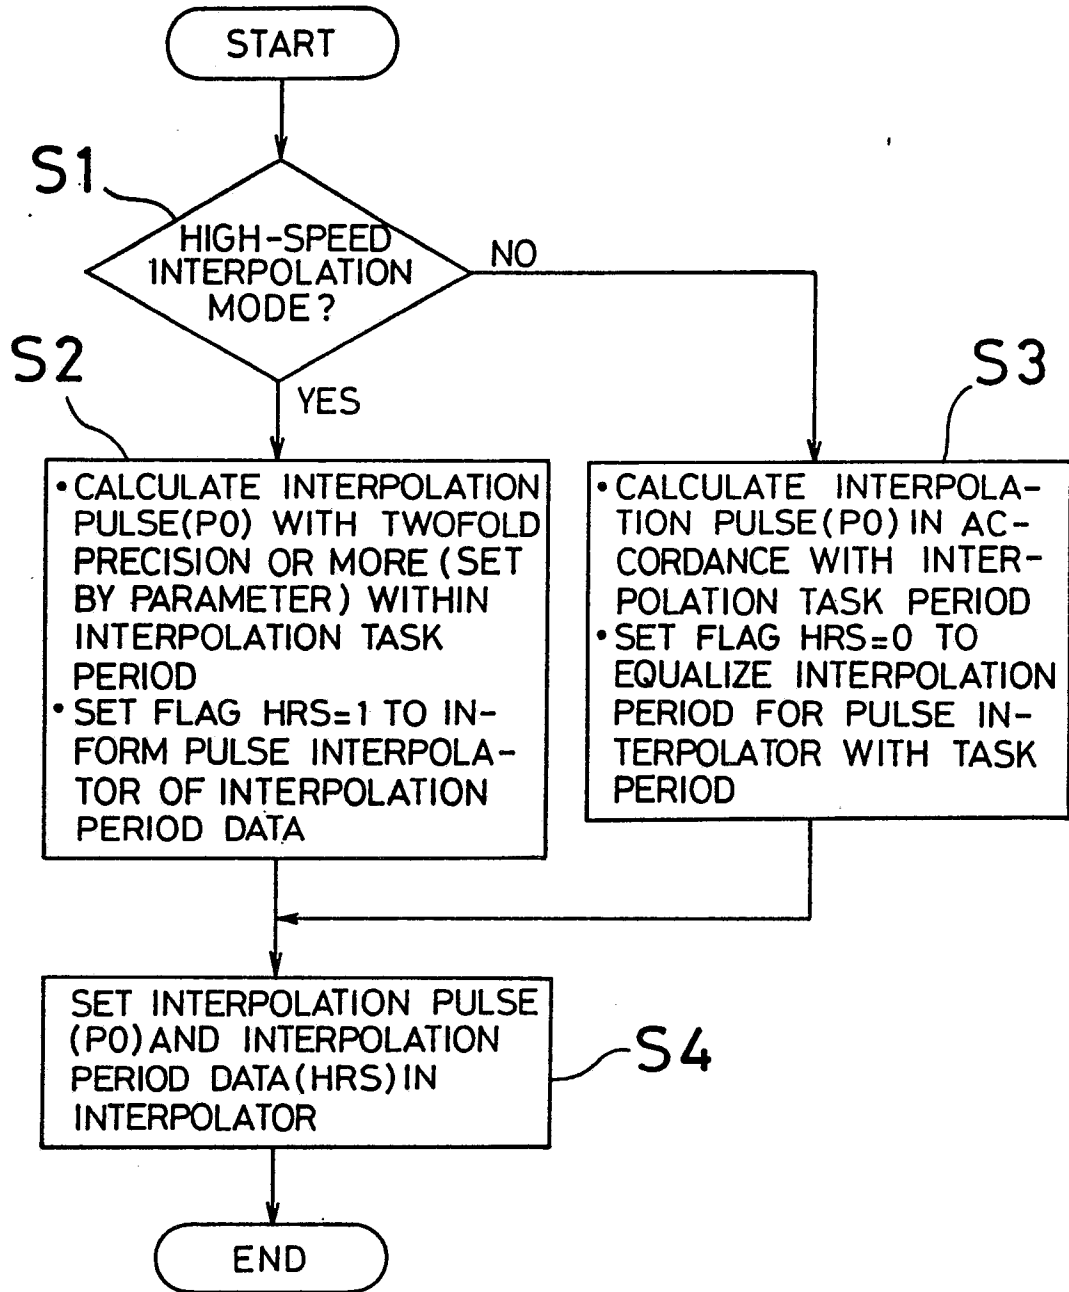 START
S1
HIGH-SPEED
INTERPOLATION
MODE?
NO
YES
S2
• CALCULATE INTERPOLATION
PULSE(P0) WITH TWOFOLD
PRECISION OR MORE (SET
BY PARAMETER) WITHIN
INTERPOLATION TASK
PERIOD
• SET FLAG HRS=1 TO IN-
FORM PULSE INTERPOLA-
TOR OF INTERPOLATION
PERIOD DATA
S3
• CALCULATE INTERPOLA-
TION PULSE(P0) IN AC-
CORDANCE WITH INTER-
POLATION TASK PERIOD
• SET FLAG HRS=0 TO
EQUALIZE INTERPOLATION
PERIOD FOR PULSE IN-
TERPOLATOR WITH TASK
PERIOD
SET INTERPOLATION PULSE
(P0) AND INTERPOLATION
PERIOD DATA(HRS) IN
INTERPOLATOR
S4
END